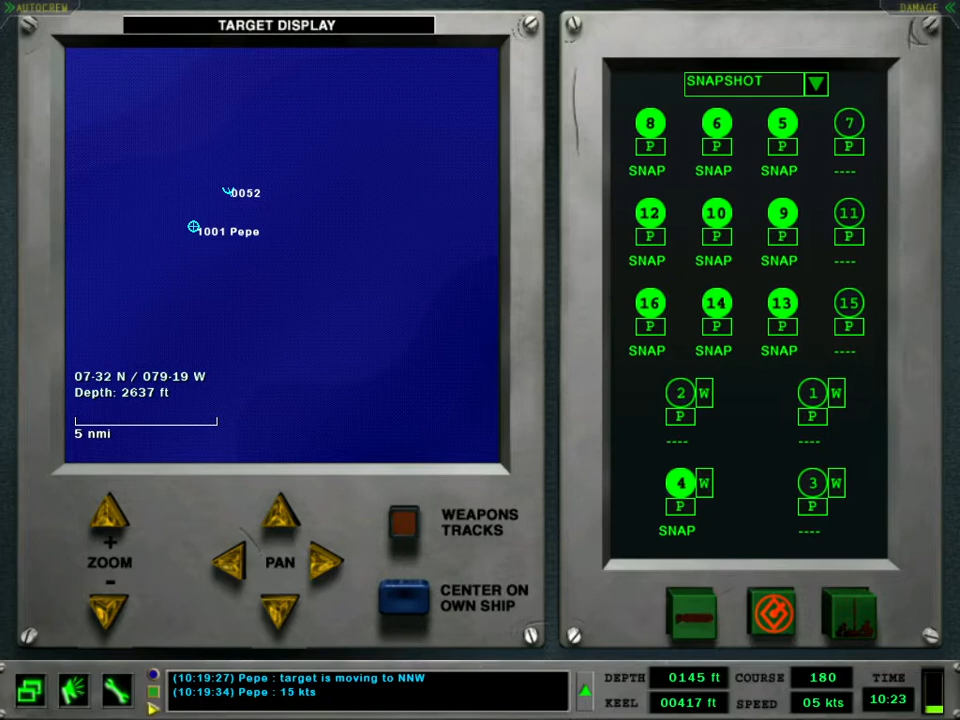 AUTOCREW
DAMAGE
TARGET DISPLAY
0052
1001 Pepe
07-32 N / 079-19 W
Depth: 2637 ft
5 nmi
+
ZOOM
-
PAN
WEAPONS
TRACKS
CENTER ON
OWN SHIP
SNAPSHOT
8 6 5 7
P P P P
SNAP SNAP SNAP ----
12 10 9 11
P P P P
SNAP SNAP SNAP ----
16 14 13 15
P P P P
SNAP SNAP SNAP ----
2 W 1 W
P P
---- ----
4 W 3 W
P P
SNAP ----
(10:19:27) Pepe : target is moving to NNW
(10:19:34) Pepe : 15 kts
DEPTH 0145 ft COURSE 180 TIME
KEEL 00417 ft SPEED 05 kts 10:23